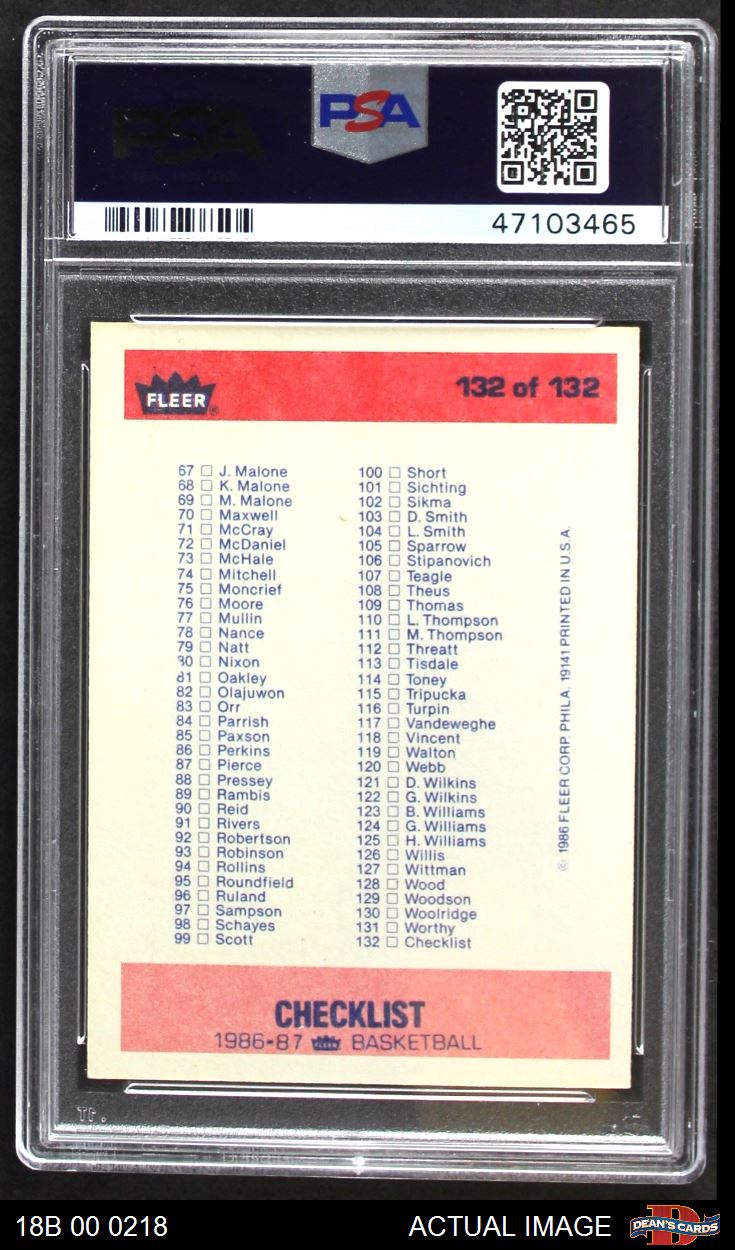 PSA
PSA
47103465
FLEER
132 of 132
67 J. Malone
68 K. Malone
69 M. Malone
70 Maxwell
71 McCray
72 McDaniel
73 McHale
74 Mitchell
75 Moncrief
76 Moore
77 Mullin
78 Nance
79 Natt
80 Nixon
81 Oakley
82 Olajuwon
83 Orr
84 Parrish
85 Paxson
86 Perkins
87 Pierce
88 Pressey
89 Rambis
90 Reid
91 Rivers
92 Robertson
93 Robinson
94 Rollins
95 Roundfield
96 Ruland
97 Sampson
98 Schayes
99 Scott
100 Short
101 Sichting
102 Sikma
103 D. Smith
104 L. Smith
105 Sparrow
106 Stipanovich
107 Teagle
108 Theus
109 Thomas
110 L. Thompson
111 M. Thompson
112 Threatt
113 Tisdale
114 Toney
115 Tripucka
116 Turpin
117 Vandeweghe
118 Vincent
119 Walton
120 Webb
121 D. Wilkins
122 G. Wilkins
123 B. Williams
124 G. Williams
125 H. Williams
126 Willis
127 Wittman
128 Wood
129 Woodson
130 Woolridge
131 Worthy
132 Checklist
© 1986 FLEER CORP. PHILA. 19141 PRINTED IN U.S.A.
CHECKLIST
1986-87 FLEER BASKETBALL
18B 00 0218
ACTUAL IMAGE
DEAN'S CARDS